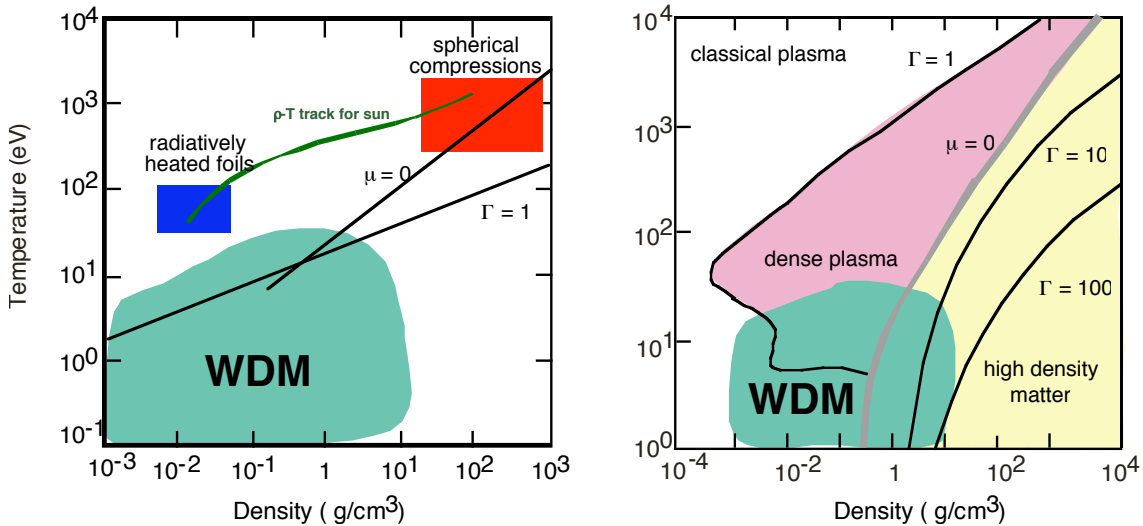 10⁴
10³
10²
10¹
10⁰
10⁻¹
Temperature (eV)
spherical
compressions
ρ-T track for sun
radiatively
heated foils
μ = 0
Γ = 1
WDM
10⁻³ 10⁻² 10⁻¹ 1 10¹ 10² 10³
Density ( g/cm³)
10⁴
10³
10²
10¹
10⁰
classical plasma
Γ = 1
μ = 0
Γ = 10
dense plasma
Γ = 100
WDM
high density
matter
10⁻⁴ 10⁻² 1 10² 10⁴
Density ( g/cm³)